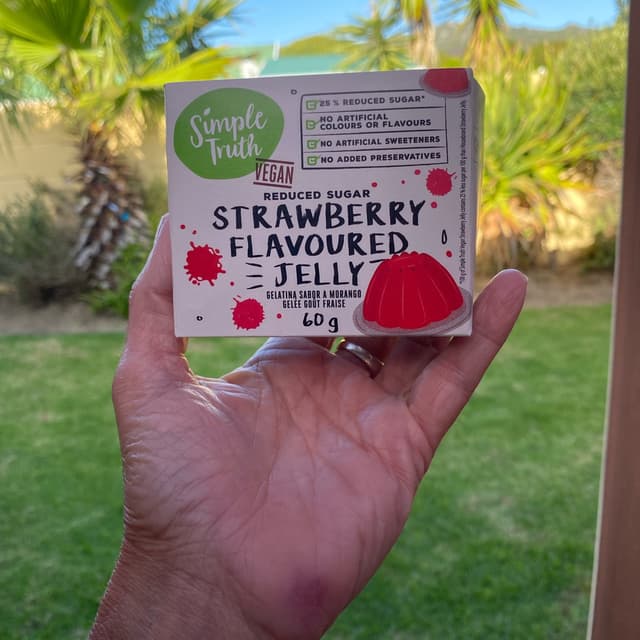 Simple
Truth
VEGAN
25 % REDUCED SUGAR*
NO ARTIFICIAL
COLOURS OR FLAVOURS
NO ARTIFICIAL SWEETENERS
NO ADDED PRESERVATIVES
REDUCED SUGAR
STRAWBERRY
FLAVOURED
JELLY
GELATINA SABOR A MORANGO
GELÉE GOÛT FRAISE
60g